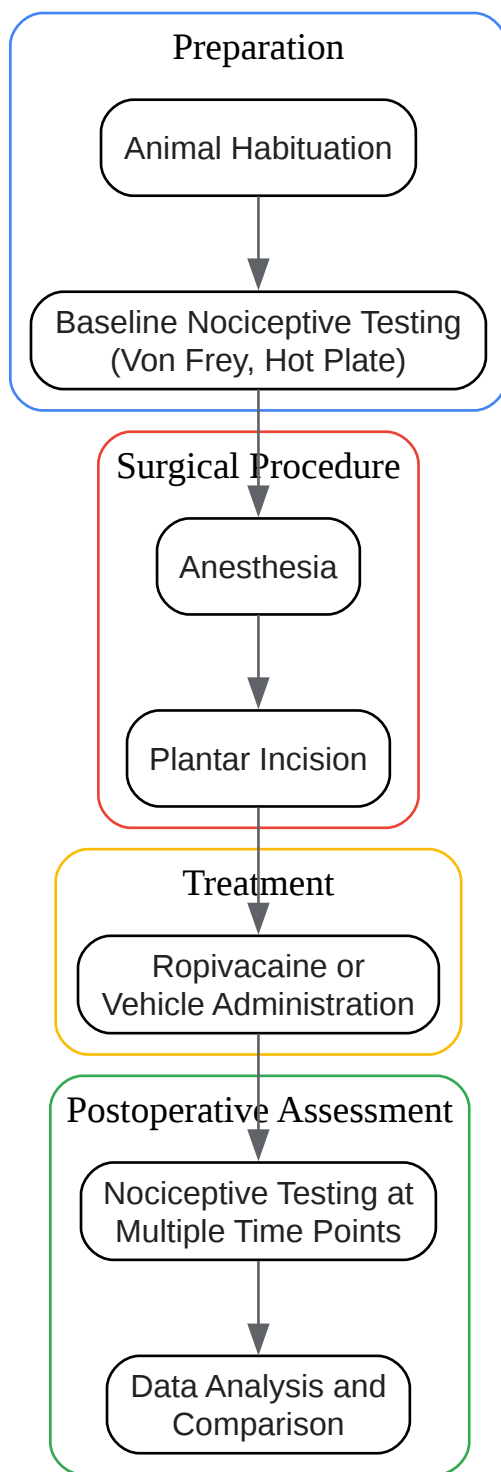 Preparation
Animal Habituation
Baseline Nociceptive Testing
(Von Frey, Hot Plate)
Surgical Procedure
Anesthesia
Plantar Incision
Treatment
Ropivacaine or
Vehicle Administration
Postoperative Assessment
Nociceptive Testing at
Multiple Time Points
Data Analysis and
Comparison